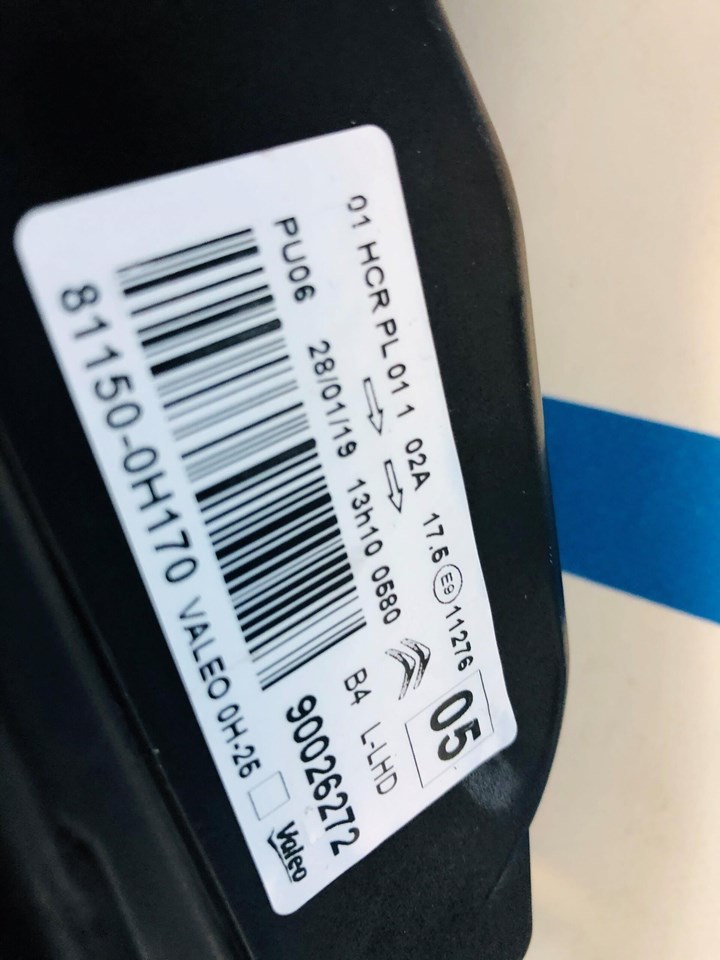 01 HCR PL 01 1 02A 17.5 E9 11276
05
PU06 28/01/19 13h10 0580
B4 L-LHD
90026272
81150-0H170 VALEO 0H-26
Valeo